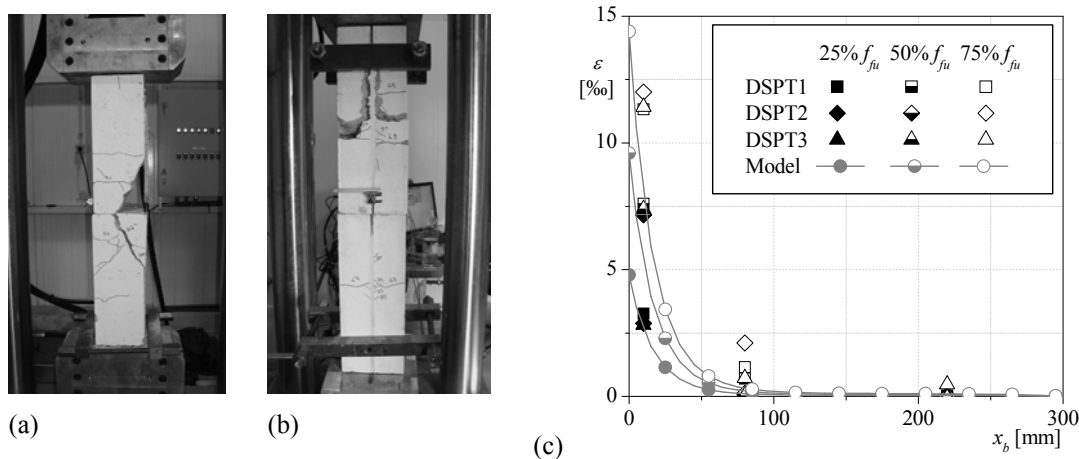 (a)
(b)
(c)
15
10
5
0
ε
[‰]
25% f_fu 50% f_fu 75% f_fu
DSPT1
DSPT2
DSPT3
Model
0 100 200 300
x_b [mm]